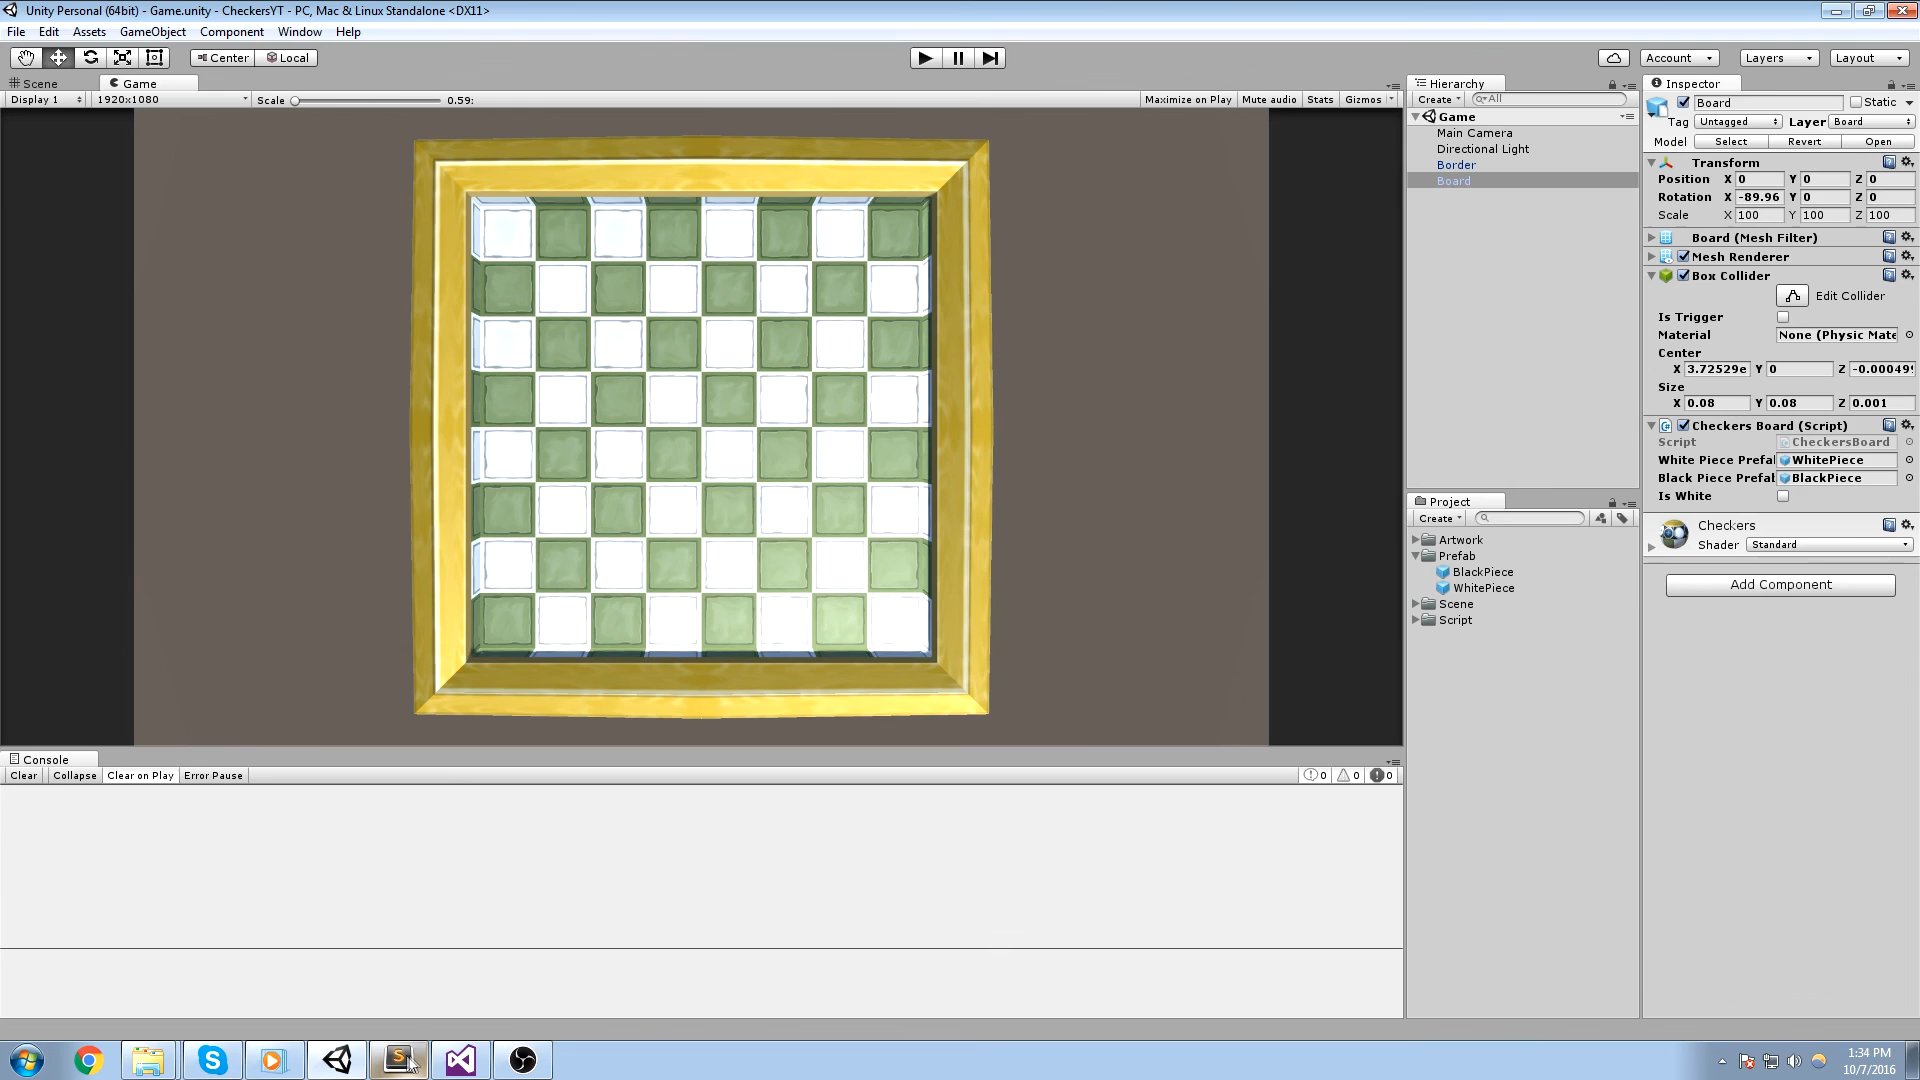 Unity Personal (64bit) - Game.unity - CheckersYT - PC, Mac & Linux Standalone <DX11>
File Edit Assets GameObject Component Window Help
Center Local Account Layers Layout
Scene Game
Display 1 1920x1080 Scale 0.59: Maximize on Play Mute audio Stats Gizmos
Hierarchy
Create All
Game
Main Camera
Directional Light
Border
Board
Project
Create
Artwork
Prefab
BlackPiece
WhitePiece
Scene
Script
Inspector
Board Static
Tag Untagged Layer Board
Model Select Revert Open
Transform
Position X 0 Y 0 Z 0
Rotation X -89.96 Y 0 Z 0
Scale X 100 Y 100 Z 100
Board (Mesh Filter)
Mesh Renderer
Box Collider
Edit Collider
Is Trigger
Material None (Physic Mate
Center
X 3.72529e Y 0 Z -0.000499
Size
X 0.08 Y 0.08 Z 0.001
Checkers Board (Script)
Script CheckersBoard
White Piece Prefal WhitePiece
Black Piece Prefal BlackPiece
Is White
Checkers
Shader Standard
Add Component
Console
Clear Collapse Clear on Play Error Pause 0 0 0
1:34 PM
10/7/2016